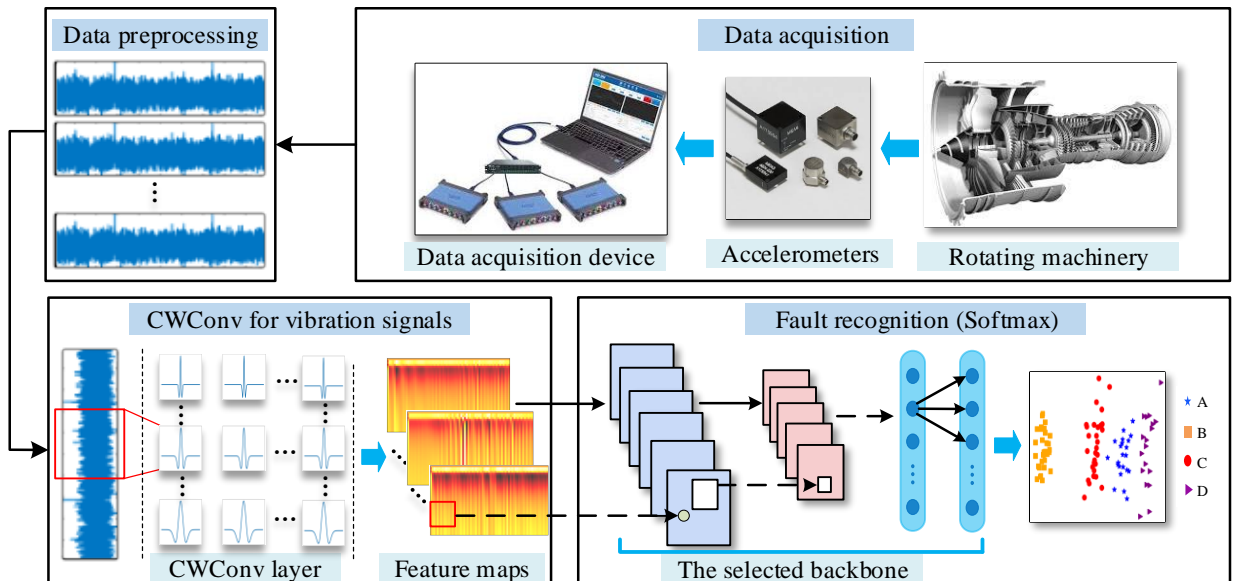 Data preprocessing
Data acquisition
Data acquisition device
Accelerometers
Rotating machinery
CWConv for vibration signals
CWConv layer
Feature maps
Fault recognition (Softmax)
A
B
C
D
The selected backbone